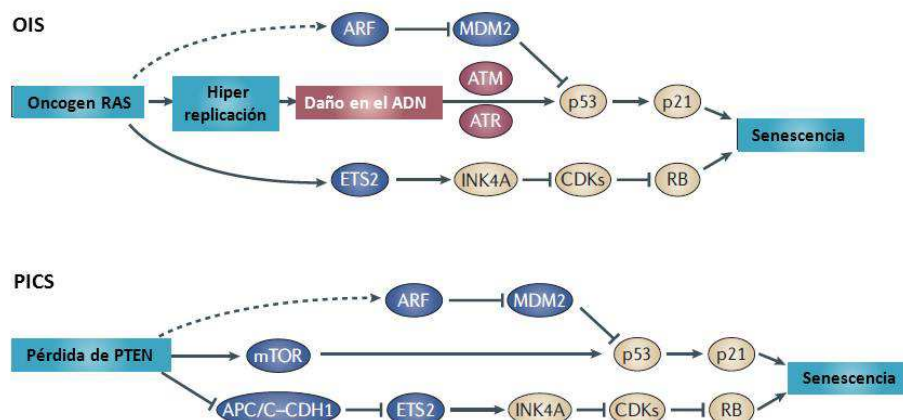 OIS
ARF
MDM2
Oncogen RAS
Hiper
replicación
Daño en el ADN
ATM
ATR
p53
p21
Senescencia
ETS2
INK4A
CDKs
RB
PICS
ARF
MDM2
Pérdida de PTEN
mTOR
p53
p21
Senescencia
APC/C–CDH1
ETS2
INK4A
CDKs
RB